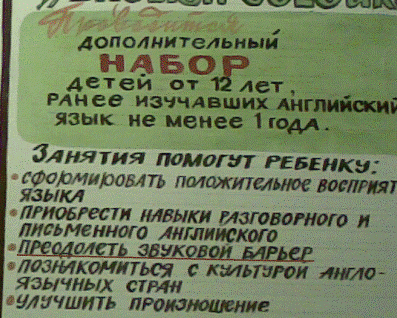 Проводится
дополнительный
НАБОР
детей от 12 лет,
ранее изучавших английский
язык не менее 1 года.
Занятия помогут ребенку:
• сформировать положительное восприят
языка
• приобрести навыки разговорного и
письменного английского
• преодолеть звуковой барьер
• познакомиться с культурой англо-
язычных стран
• улучшить произношение